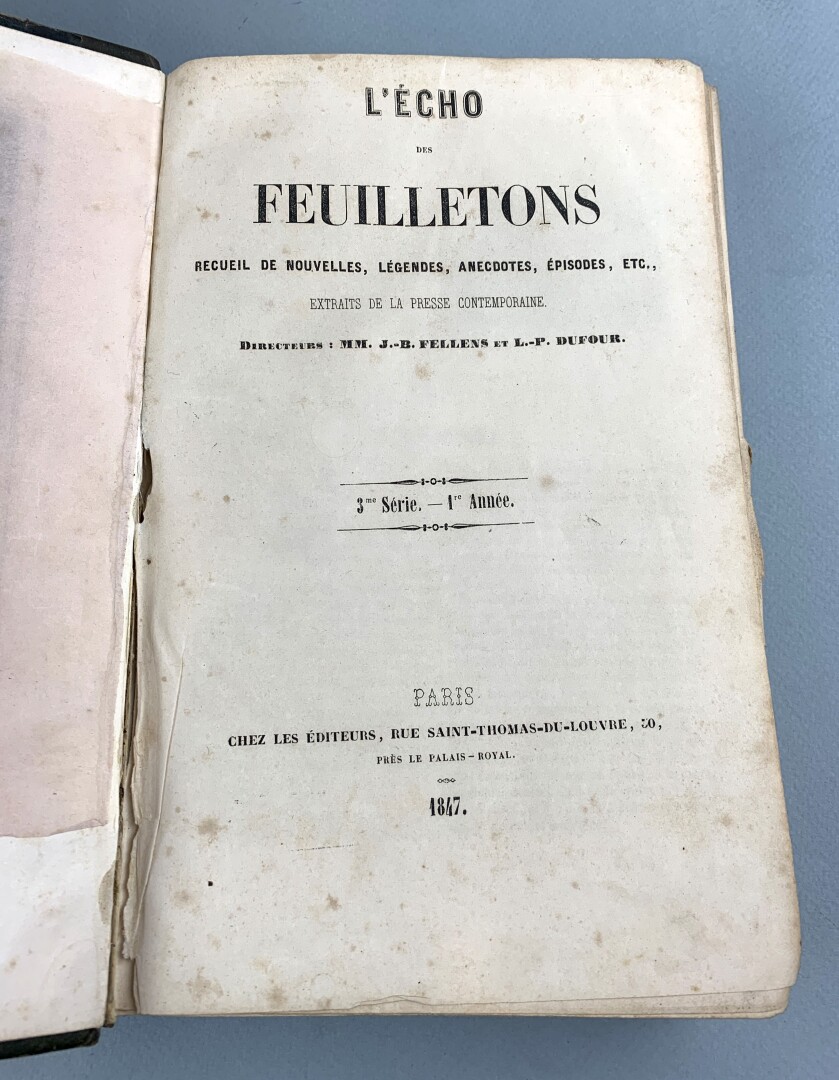 L'ÉCHO
DES
FEUILLETONS
RECUEIL DE NOUVELLES, LÉGENDES, ANECDOTES, ÉPISODES, ETC.,
EXTRAITS DE LA PRESSE CONTEMPORAINE.
DIRECTEURS : MM. J.-B. FELLENS ET L.-P. DUFOUR.
3me Série. — 1re Année.
PARIS
CHEZ LES ÉDITEURS, RUE SAINT-THOMAS-DU-LOUVRE, 30,
PRÈS LE PALAIS-ROYAL.
1847.